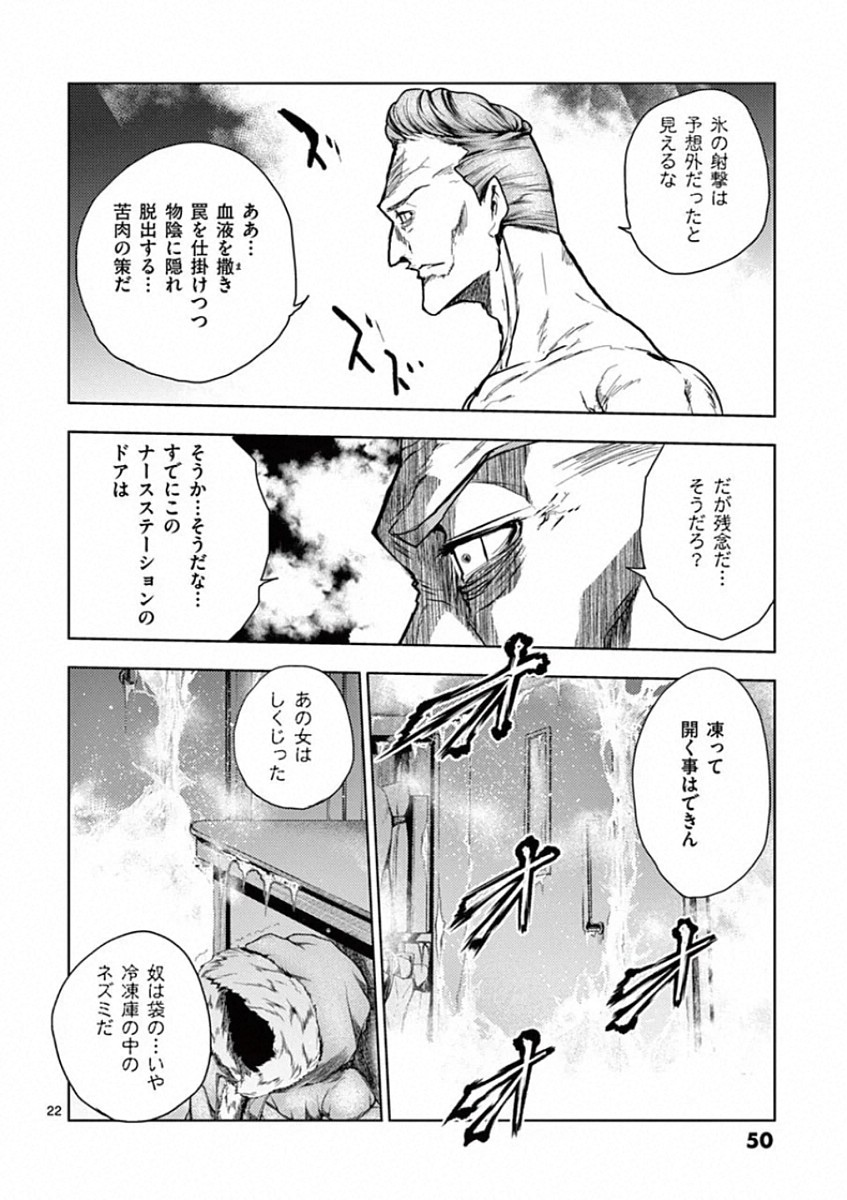 氷の射撃は
予想外だったと
見えるな
ズ
ああ…
血液を撒き
ま
罠を仕掛けつつ
物陰に隠れ
脱出する…
苦肉の策だ
ズズ
だが残念だ…
そうだろ?
そうか…そうだな…
すでにこの
ナースステーションの
ドアは
凍って
開く事はできん
オオ
オ
オ
オ
あの女は
しくじった
奴は袋の…いや
冷凍庫の中の
ネズミだ
22
50